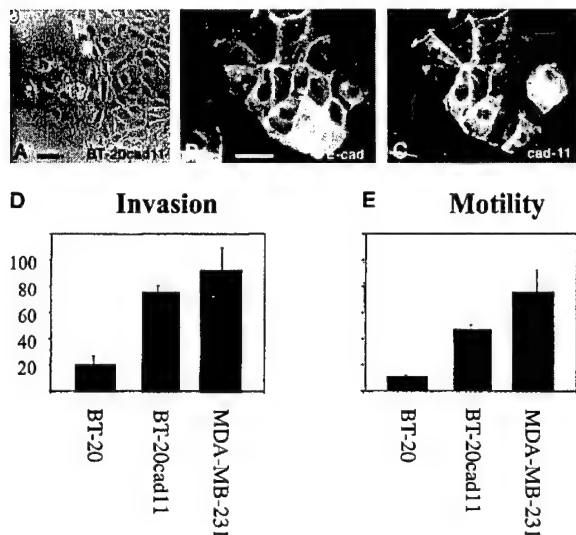 A BT-20cad11
B E-cad
C cad-11
D Invasion
E Motility
100
80
60
40
20
BT-20
BT-20cad11
MDA-MB-231
BT-20
BT-20cad11
MDA-MB-231